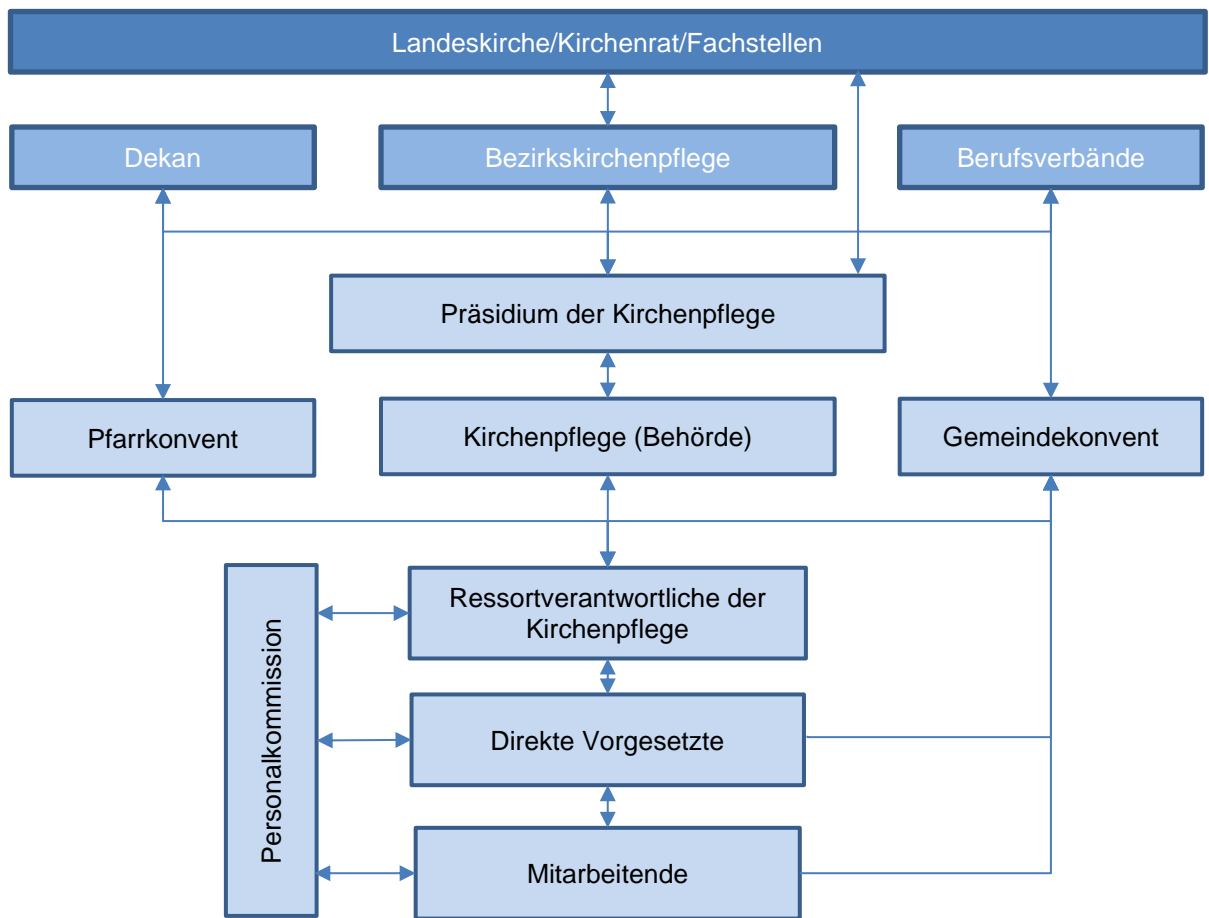 Landeskirche/Kirchenrat/Fachstellen
Dekan
Bezirkskirchenpflege
Berufsverbände
Präsidium der Kirchenpflege
Pfarrkonvent
Kirchenpflege (Behörde)
Gemeindekonvent
Personalkommission
Ressortverantwortliche der
Kirchenpflege
Direkte Vorgesetzte
Mitarbeitende